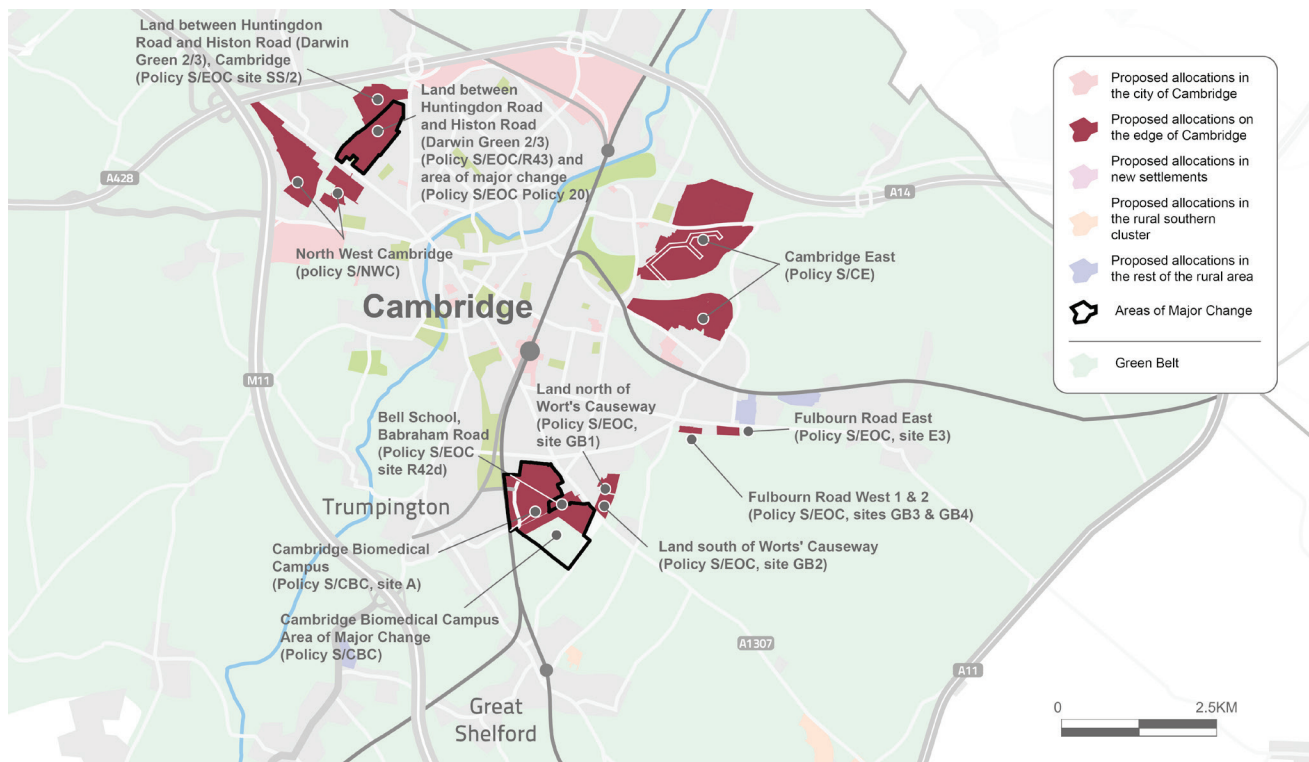 Land between Huntingdon
Road and Histon Road (Darwin
Green 2/3), Cambridge
(Policy S/EOC site SS/2)
Land between
Huntingdon Road
and Histon Road
(Darwin Green 2/3)
(Policy S/EOC/R43) and
area of major change
(Policy S/EOC Policy 20)
A428
A14
North West Cambridge
(policy S/NWC)
Cambridge East
(Policy S/CE)
Cambridge
M11
Land north of
Wort's Causeway
(Policy S/EOC,
site GB1)
Bell School,
Babraham Road
(Policy S/EOC
site R42d)
Fulbourn Road East
(Policy S/EOC, site E3)
Fulbourn Road West 1 & 2
(Policy S/EOC, sites GB3 & GB4)
Trumpington
Land south of Worts' Causeway
(Policy S/EOC, site GB2)
Cambridge Biomedical
Campus
(Policy S/CBC, site A)
Cambridge Biomedical Campus
Area of Major Change
(Policy S/CBC)
A1307
A11
Great
Shelford
Proposed allocations in
the city of Cambridge
Proposed allocations on
the edge of Cambridge
Proposed allocations in
new settlements
Proposed allocations in
the rural southern
cluster
Proposed allocations in
the rest of the rural area
Areas of Major Change
Green Belt
0 2.5KM